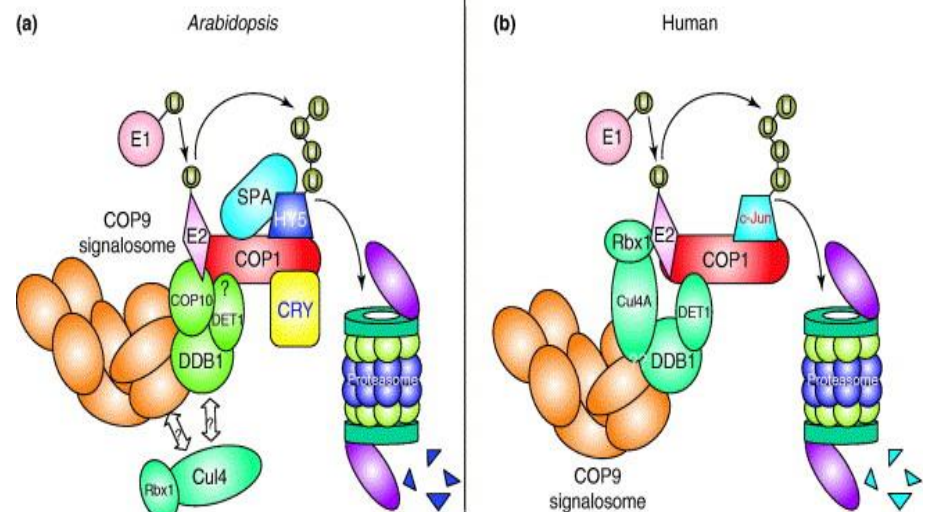 (a)
Arabidopsis
U
U
E1
U
U
U
U
SPA
HY5
COP9
signalosome
E2
COP1
COP10
?
DET1
CRY
DDB1
Proteasome
?
?
Rbx1
Cul4
(b)
Human
U
U
E1
U
U
U
U
c-Jun
Rbx1
E2
COP1
Cul4A
DET1
??
DDB1
Proteasome
COP9
signalosome